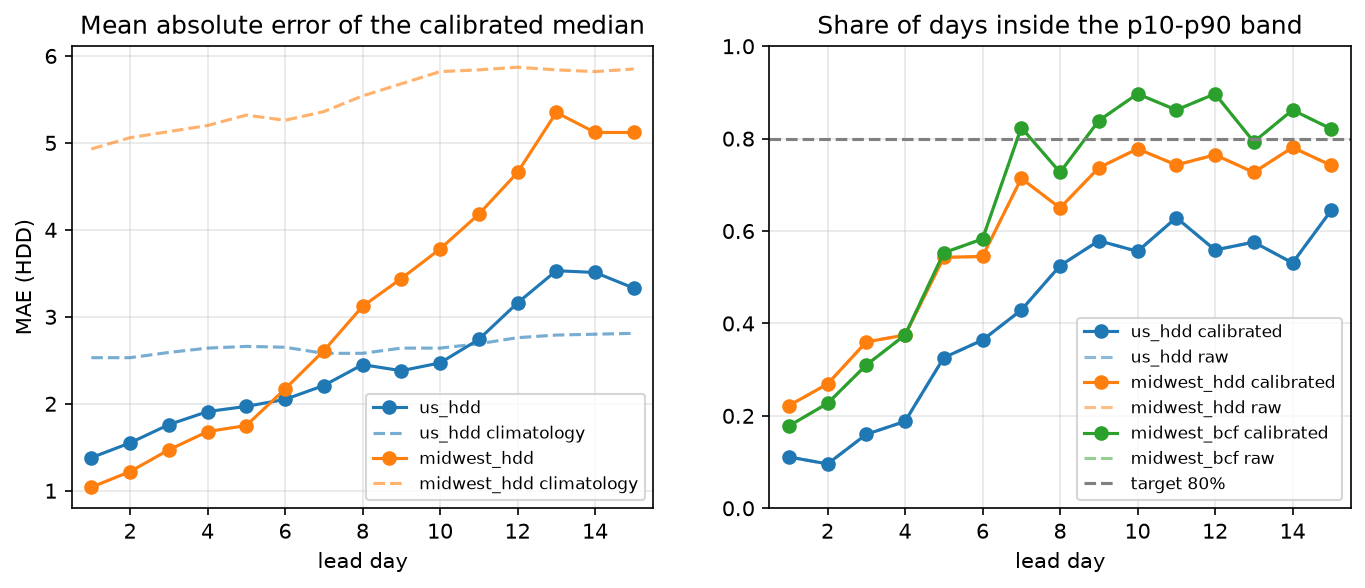 Mean absolute error of the calibrated median
6
5
4
3
2
1
MAE (HDD)
us_hdd
us_hdd climatology
midwest_hdd
midwest_hdd climatology
2 4 6 8 10 12 14
lead day
Share of days inside the p10-p90 band
1.0
0.8
0.6
0.4
0.2
0.0
us_hdd calibrated
us_hdd raw
midwest_hdd calibrated
midwest_hdd raw
midwest_bcf calibrated
midwest_bcf raw
target 80%
2 4 6 8 10 12 14
lead day